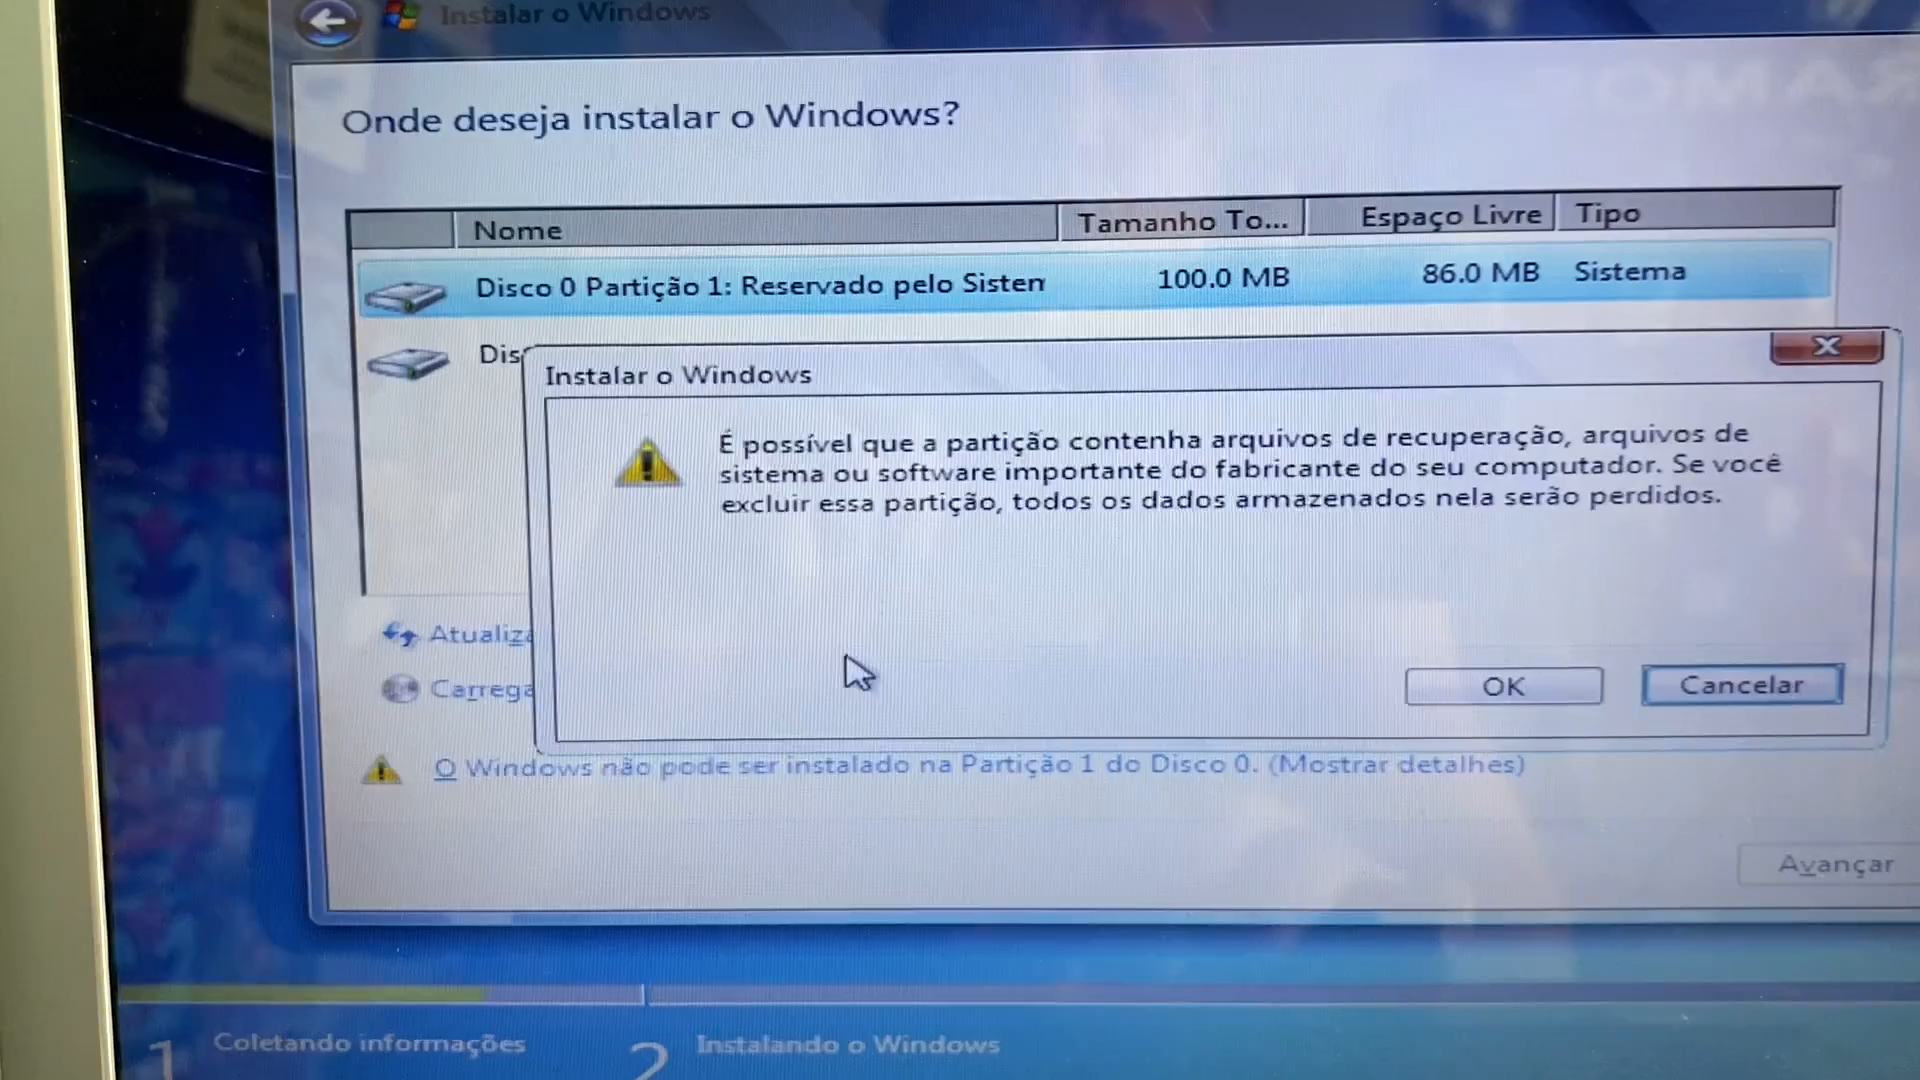 Instalar o Windows
Onde deseja instalar o Windows?
Nome Tamanho To... Espaço Livre Tipo
Disco 0 Partição 1: Reservado pelo Sisten 100.0 MB 86.0 MB Sistema
Dis
Instalar o Windows
É possível que a partição contenha arquivos de recuperação, arquivos de
sistema ou software importante do fabricante do seu computador. Se você
excluir essa partição, todos os dados armazenados nela serão perdidos.
Atualiza
Carrega
OK Cancelar
O Windows não pode ser instalado na Partição 1 do Disco 0. (Mostrar detalhes)
Avançar
1 Coletando informações 2 Instalando o Windows